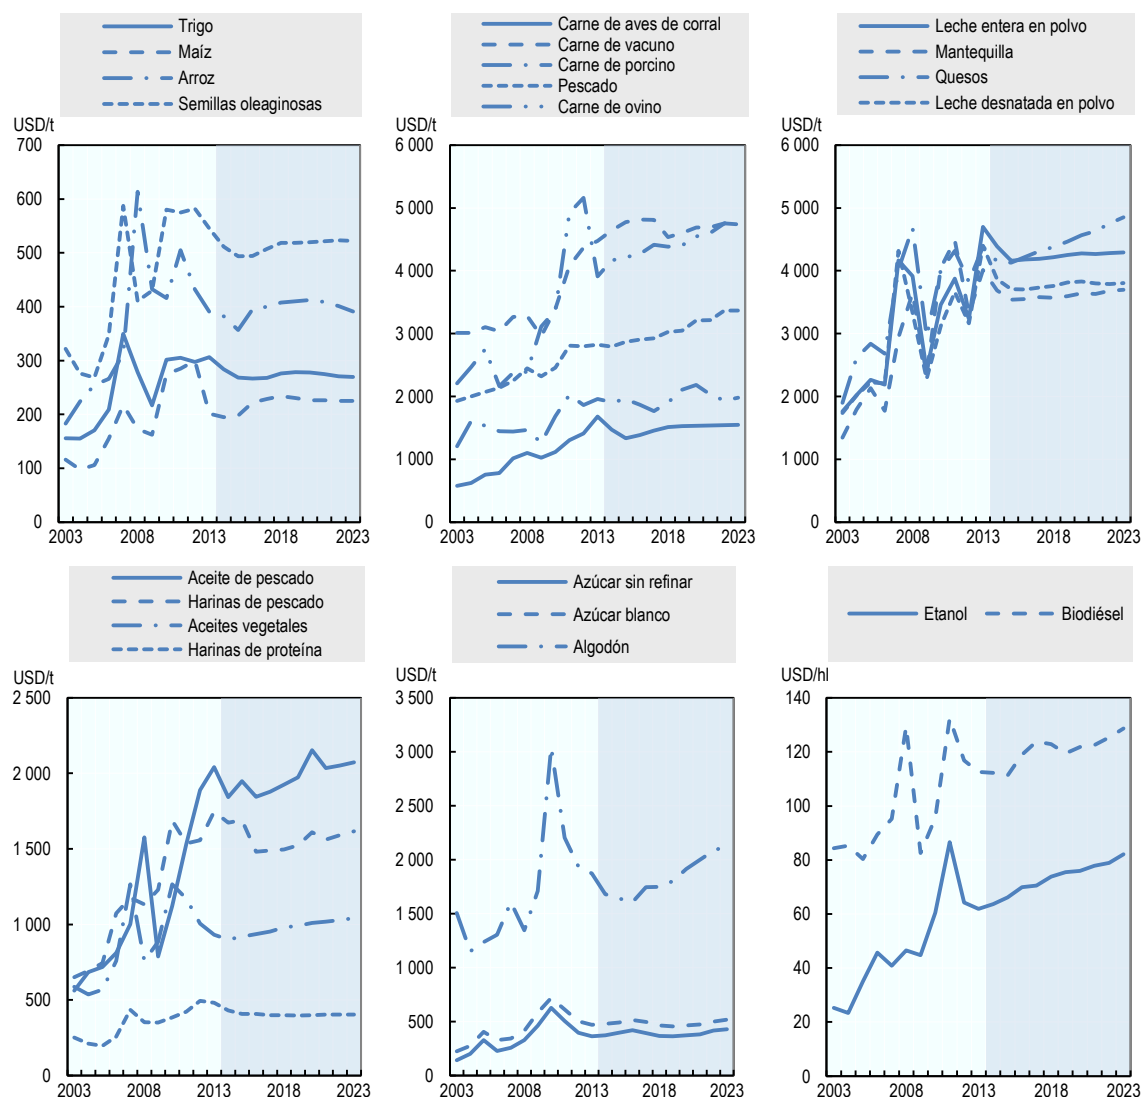 Trigo
Maíz
Arroz
Semillas oleaginosas
USD/t
700
600
500
400
300
200
100
0
2003 2008 2013 2018 2023
Carne de aves de corral
Carne de vacuno
Carne de porcino
Pescado
Carne de ovino
USD/t
6 000
5 000
4 000
3 000
2 000
1 000
0
2003 2008 2013 2018 2023
Leche entera en polvo
Mantequilla
Quesos
Leche desnatada en polvo
USD/t
6 000
5 000
4 000
3 000
2 000
1 000
0
2003 2008 2013 2018 2023
Aceite de pescado
Harinas de pescado
Aceites vegetales
Harinas de proteína
USD/t
2 500
2 000
1 500
1 000
500
0
2003 2008 2013 2018 2023
Azúcar sin refinar
Azúcar blanco
Algodón
USD/t
3 500
3 000
2 500
2 000
1 500
1 000
500
0
2003 2008 2013 2018 2023
Etanol Biodiésel
USD/hl
140
120
100
80
60
40
20
0
2003 2008 2013 2018 2023